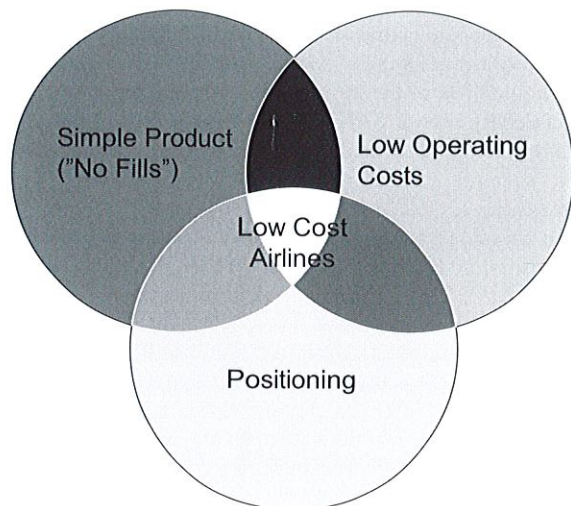 Simple Product
("No Fills")
Low Operating
Costs
Low Cost
Airlines
Positioning